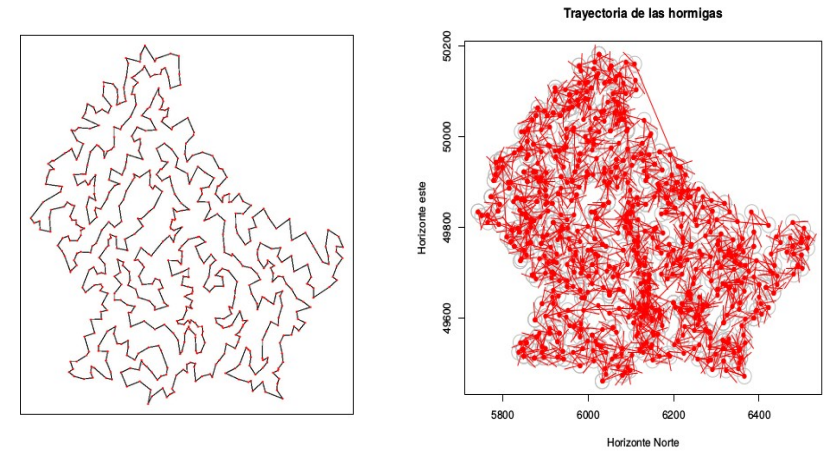 Trayectoria de las hormigas
50200
50000
49800
49600
Horizonte este
5800 6000 6200 6400
Horizonte Norte